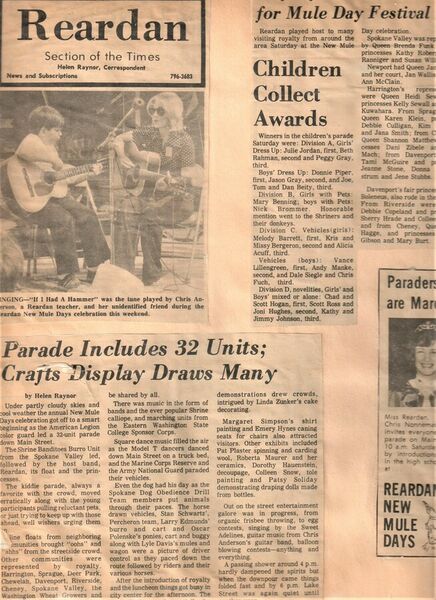 Reardan
Section of the Times
Helen Raynor, Correspondent
News and Subscriptions 796-3683
SINGING—"If I Had A Hammer" was the tune played by Chris An-
a Reardan teacher, and her unidentified friend during the
Reardan New Mule Days celebration this weekend.
for Mule Day Festival
Reardan played host to many
visiting royalty from around the
area Saturday at the New Mule
Day celebration.
Spokane Valley was
by Queen Brenda Funk
princesses Kathy
Ranniger and Susan
Newport had Queen
and her court, Jan
Ann McClain.
Harrington's
were Queen Heidi
princesses Kelly Sewall
Kuwahara. From
Queen Karen Klein,
Debbie Culligan, Kim
and Jana Smith; from
Queen Shannon
princesses Dani Zibele
Mach; from Davenport
Tami McGuire and
Jeanne Stone, Donna
strum and Jene Stubbs.
Davenport's fair
Boleneus, also rode in the
From Riverside were
Debbie Copeland and
Sherry Hrade and Colleen
and from Cheney,
Hagge, and princesses
Gibson and Mary Burt.
Children
Collect
Awards
Winners in the children's parade
Saturday were: Division A, Girls'
Dress Up: Julie Jordan, first, Beth
Rahman, second and Peggy Gray,
third.
Boys' Dress Up: Donnie Piper,
first, Jason Gray, second, and Joe,
Tom and Dan Beity, third.
Division B, Girls with Pets:
Mary Benning; boys with Pets:
Nick Brommer. Honorable
mention went to the Shriners and
their donkeys.
Division C. Vehicles(girls):
Melody Barrett, first, Kris and
Missy Bergeron, second and Alicia
Acuff, third.
Vehicles (boys): Vance
Lillengreen, first, Andy Manke,
second, and Dale Siegle and Chris
Fuch, third.
Division D, novelities, Girls' and
Boys' mixed or alone: Chad and
Scott Hogan, first, Scott Ross and
Joni Hughes, second, Kathy and
Jimmy Johnson, third.
Parade Includes 32 Units;
Crafts Display Draws Many
by Helen Raynor
Under partly cloudy skies and
cool weather the annual New Mule
Days celebration got off to a smart
beginning as the American Legion
color guard led a 32-unit parade
down Main Street.
The Shrine Banditos Burro Unit
from the Spokane Valley led,
followed by the host band,
Reardan, its float and the prin-
cesses.
The kiddie parade, always a
favorite with the crowd, moved
erratically along with the young
participants pulling reluctant pets,
or just trying to keep up with those
ahead, well wishers urging them
Fine floats from neighboring
brought "ooh" and
"ahhs" from the streetside crowd.
Other communities were
represented by royalty,
Harrington, Sprague, Deer Park,
Chewelah, Davenport, Riverside,
Cheney, Spokane Valley, the
Washington Wheat Growers and
be shared by all.
There was music in the form of
bands and the ever popular Shrine
calliope, and marching units from
the Eastern Washington State
College Sponsor Corps.
Square dance music filled the air
as the Model T dancers danced
down Main Street on a truck bed,
and the Marine Corps Reserve and
the Army National Guard paraded
their vehicles.
Even the dog had his day as the
Spokane Dog Obedience Drill
Team members put animals
through their paces. The horse
drawn vehicles, Stan Schwartz',
Percheron team, Larry Edmunds'
burro and cart and Oscar
Polenske's ponies, cart and buggy
along with Lyle Davis's mules and
wagon were a picture of driver
control as they paced down the
route followed by riders and their
various horses.
After the introduction of royalty
and the luncheon things got busy in
city center for the afternoon. The
demonstrations drew crowds,
intrigued by Linda Zunker's cake
decorating.
Margaret Simpson's shirt
painting and Emery Hynes caning
seats for chairs also attracted
visitors. Other exhibits included
Pat Plaster spinning and carding
wool, Roberta Maurer and her
ceramics, Dorothy Hauenstein,
decoupage, Colleen Snow, tole
painting and Patsy Soliday
demonstrating draping dolls made
from bottles.
Out on the street entertainment
galore was in progress, from
organic frisbee throwing, to egg
contests, singing by the Sweet
Adelines, guitar music from Chris
Anderson's guitar band, balloon
blowing contests—anything and
everything.
A passing shower around 4 p.m.
hardly dampened the spirits but
when the downpour came things
folded fast and by 6 p.m. Lake
Street was again quiet until
Paraders
are
Miss Reardan,
Chris
invites everyone
parade on Main
10 a.m.
by
in the high
at
REARDAN
NEW
MULE
DAYS